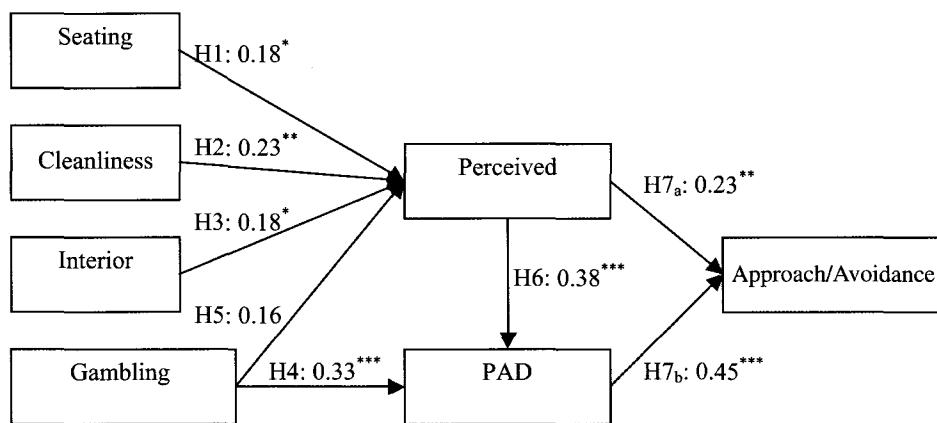 Seating
H1: 0.18*
Cleanliness
H2: 0.23**
Perceived
H7a: 0.23**
H3: 0.18*
Interior
H6: 0.38***
Approach/Avoidance
H5: 0.16
Gambling
H4: 0.33***
PAD
H7b: 0.45***